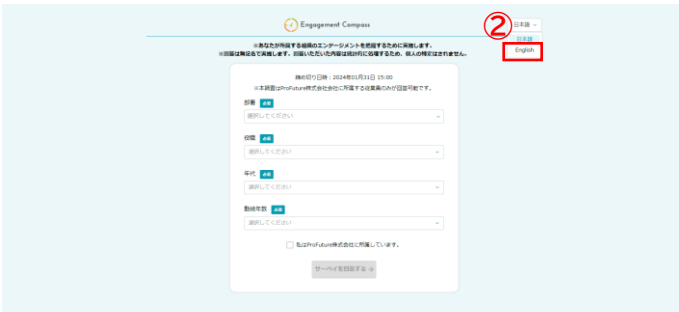 Engagement Compass
②
日本語
日本語
English
※あなたが所属する組織のエンゲージメントを把握するために実施します。
※回答は無記名で実施します。回答いただいた内容は統計的に処理するため、個人の特定はされません。
締め切り日時：2024年01月31日 15:00
※本調査はProFuture株式会社に所属する従業員のみが回答可能です。
部署 必須
選択してください
役職 必須
選択してください
年代 必須
選択してください
勤続年数 必須
選択してください
私はProFuture株式会社に所属しています。
サーベイを回答する